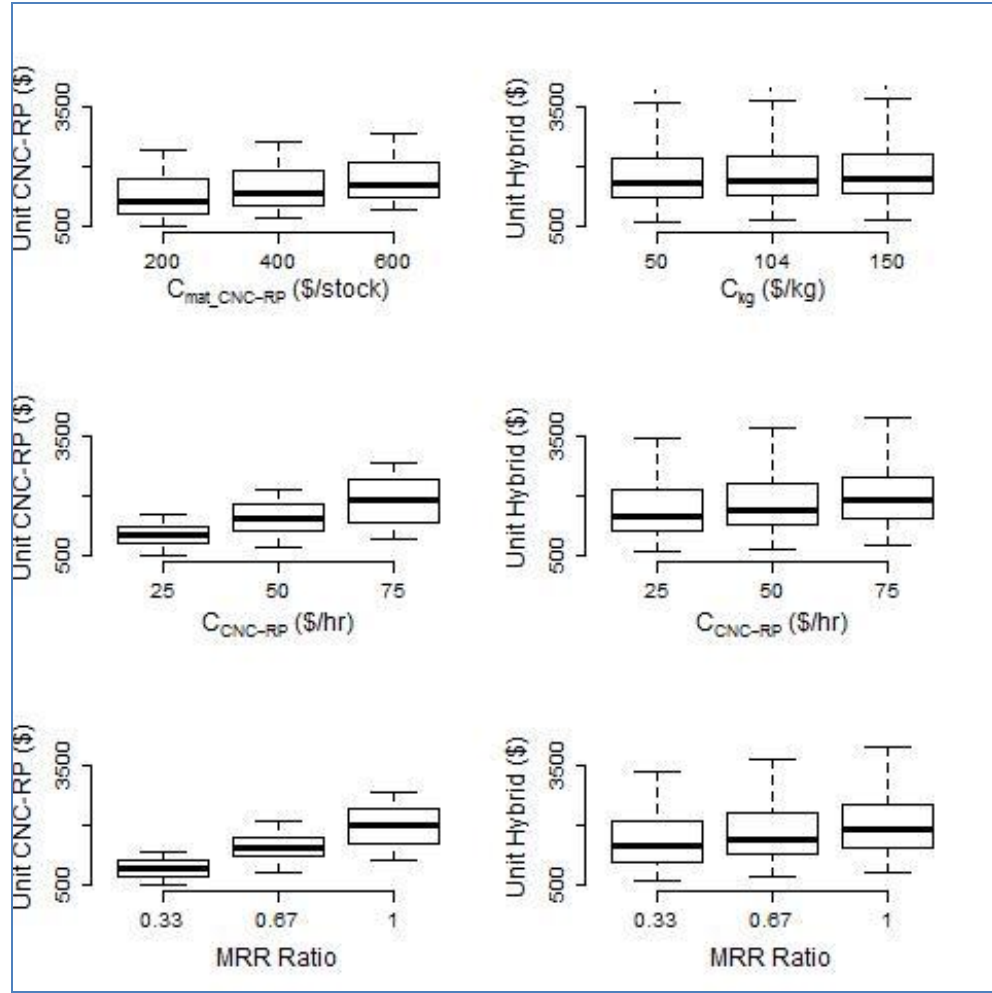 Unit CNC-RP ($)
3500
500
200 400 600
C_mat_CNC-RP ($/stock)
Unit Hybrid ($)
3500
500
50 104 150
C_kg ($/kg)
Unit CNC-RP ($)
3500
500
25 50 75
C_CNC-RP ($/hr)
Unit Hybrid ($)
3500
500
25 50 75
C_CNC-RP ($/hr)
Unit CNC-RP ($)
3500
500
0.33 0.67 1
MRR Ratio
Unit Hybrid ($)
3500
500
0.33 0.67 1
MRR Ratio